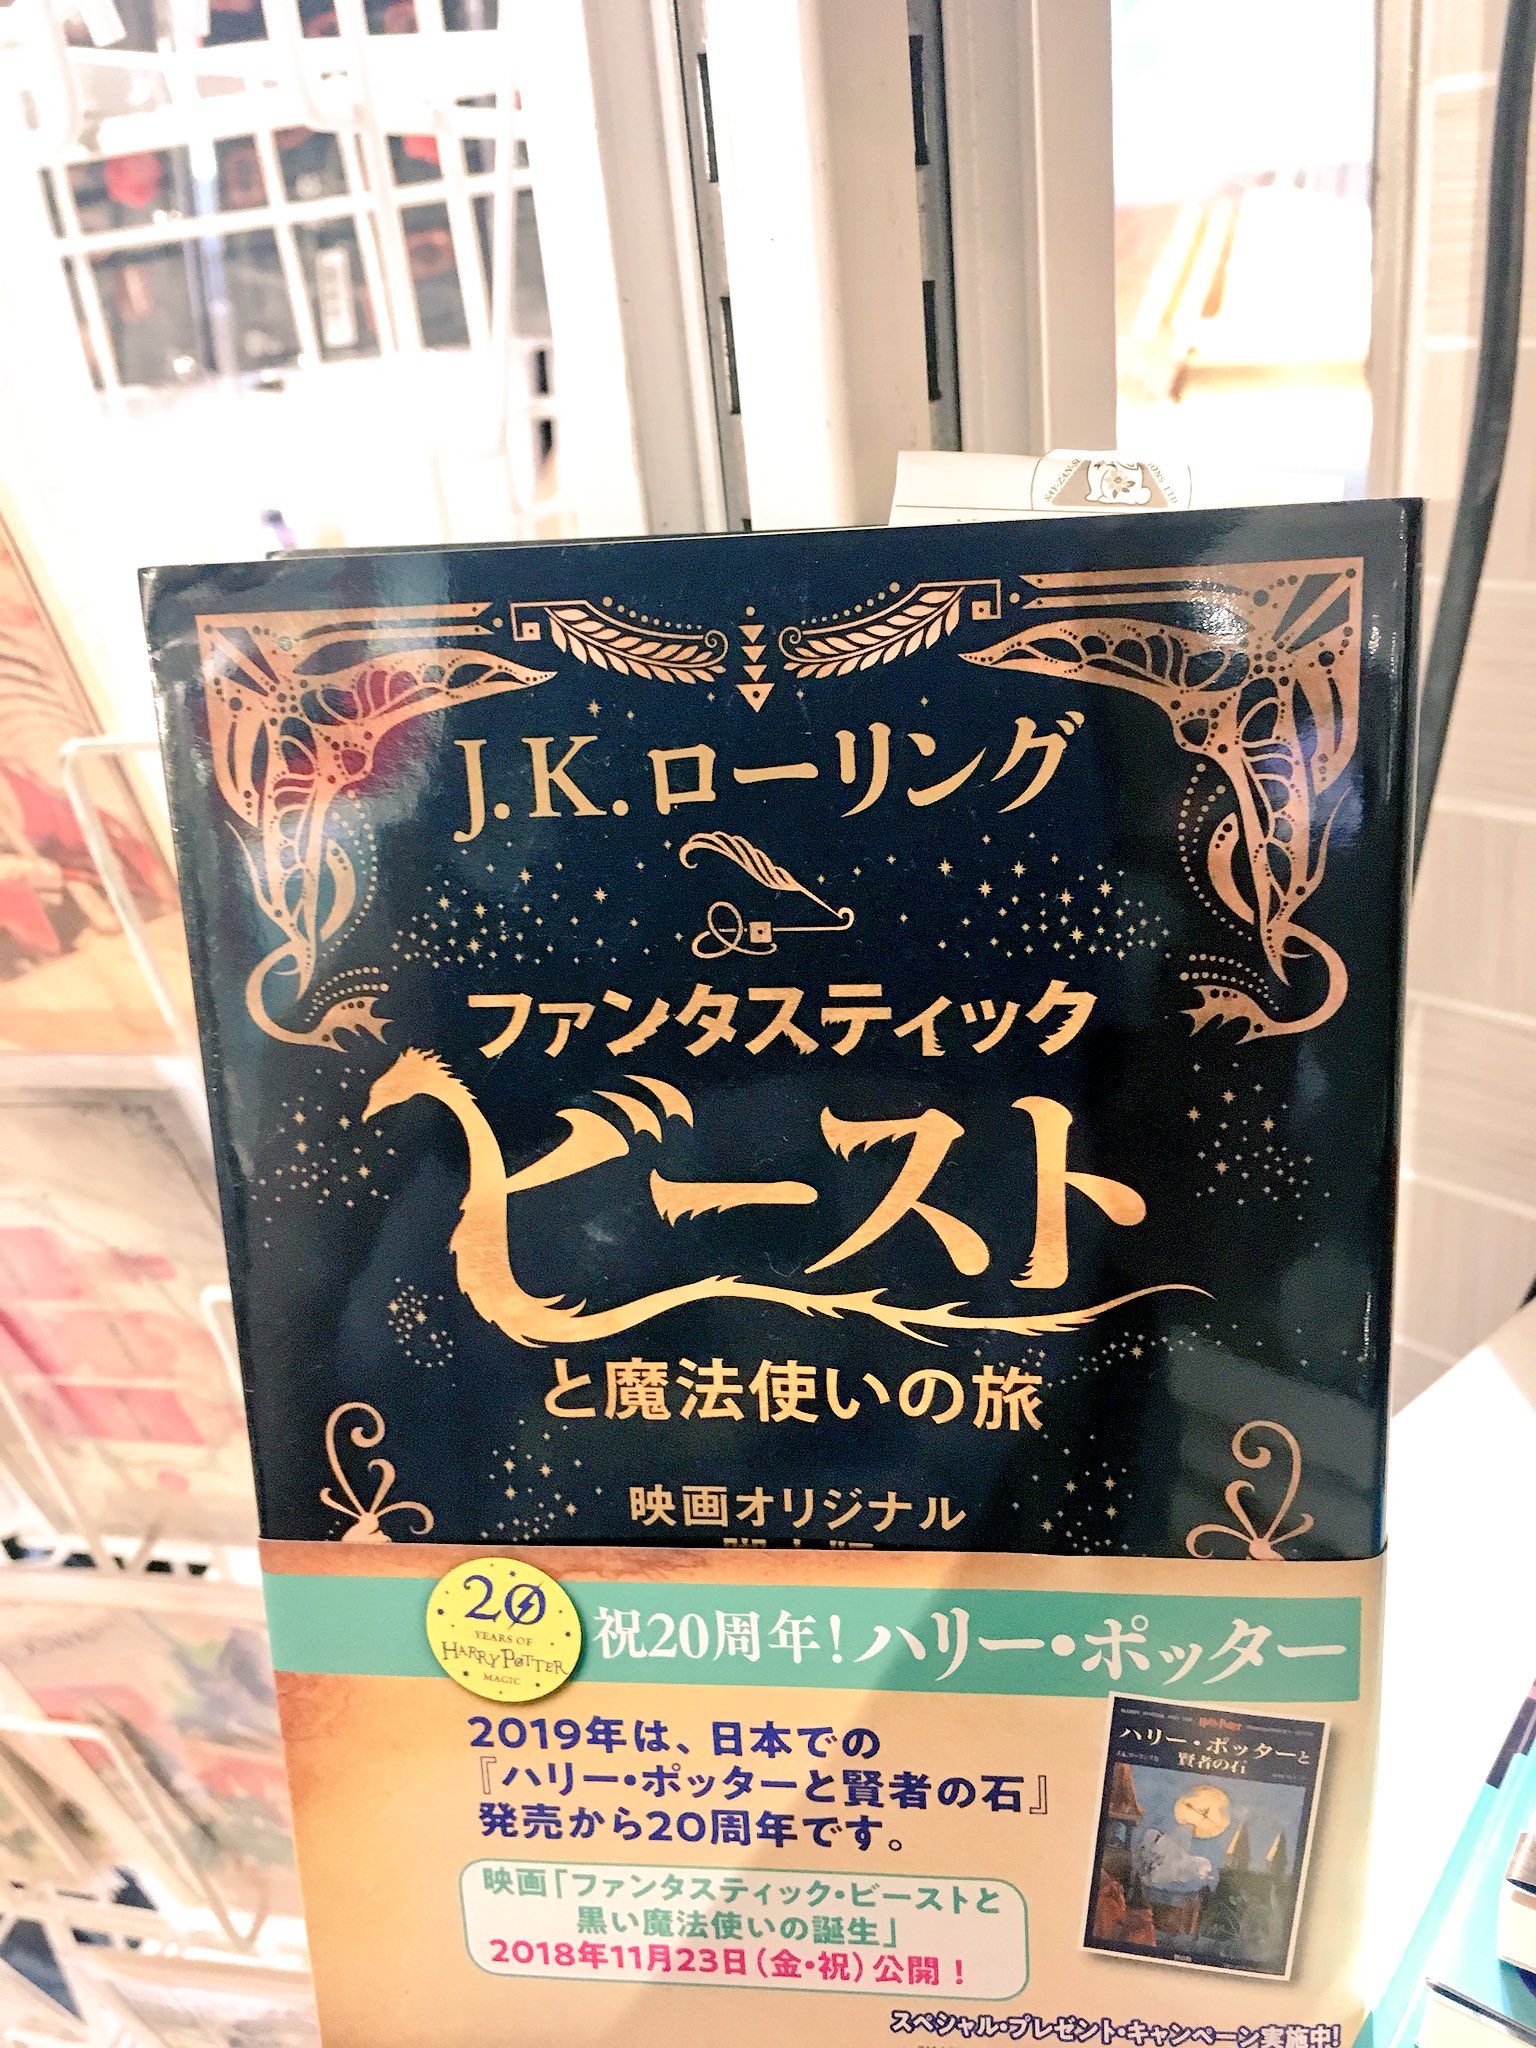 J.K.ローリング
ファンタスティック
ビースト
と魔法使いの旅
映画オリジナル
20
YEARS OF
HARRY POTTER
MAGIC
祝20周年!ハリー・ポッター
2019年は、日本での
『ハリー・ポッターと賢者の石』
発売から20周年です。
ハリー・ポッターと
賢者の石
映画「ファンタスティック・ビーストと
黒い魔法使いの誕生」
2018年11月23日(金・祝)公開!
スペシャル・プレゼント・キャンペーン実施中!